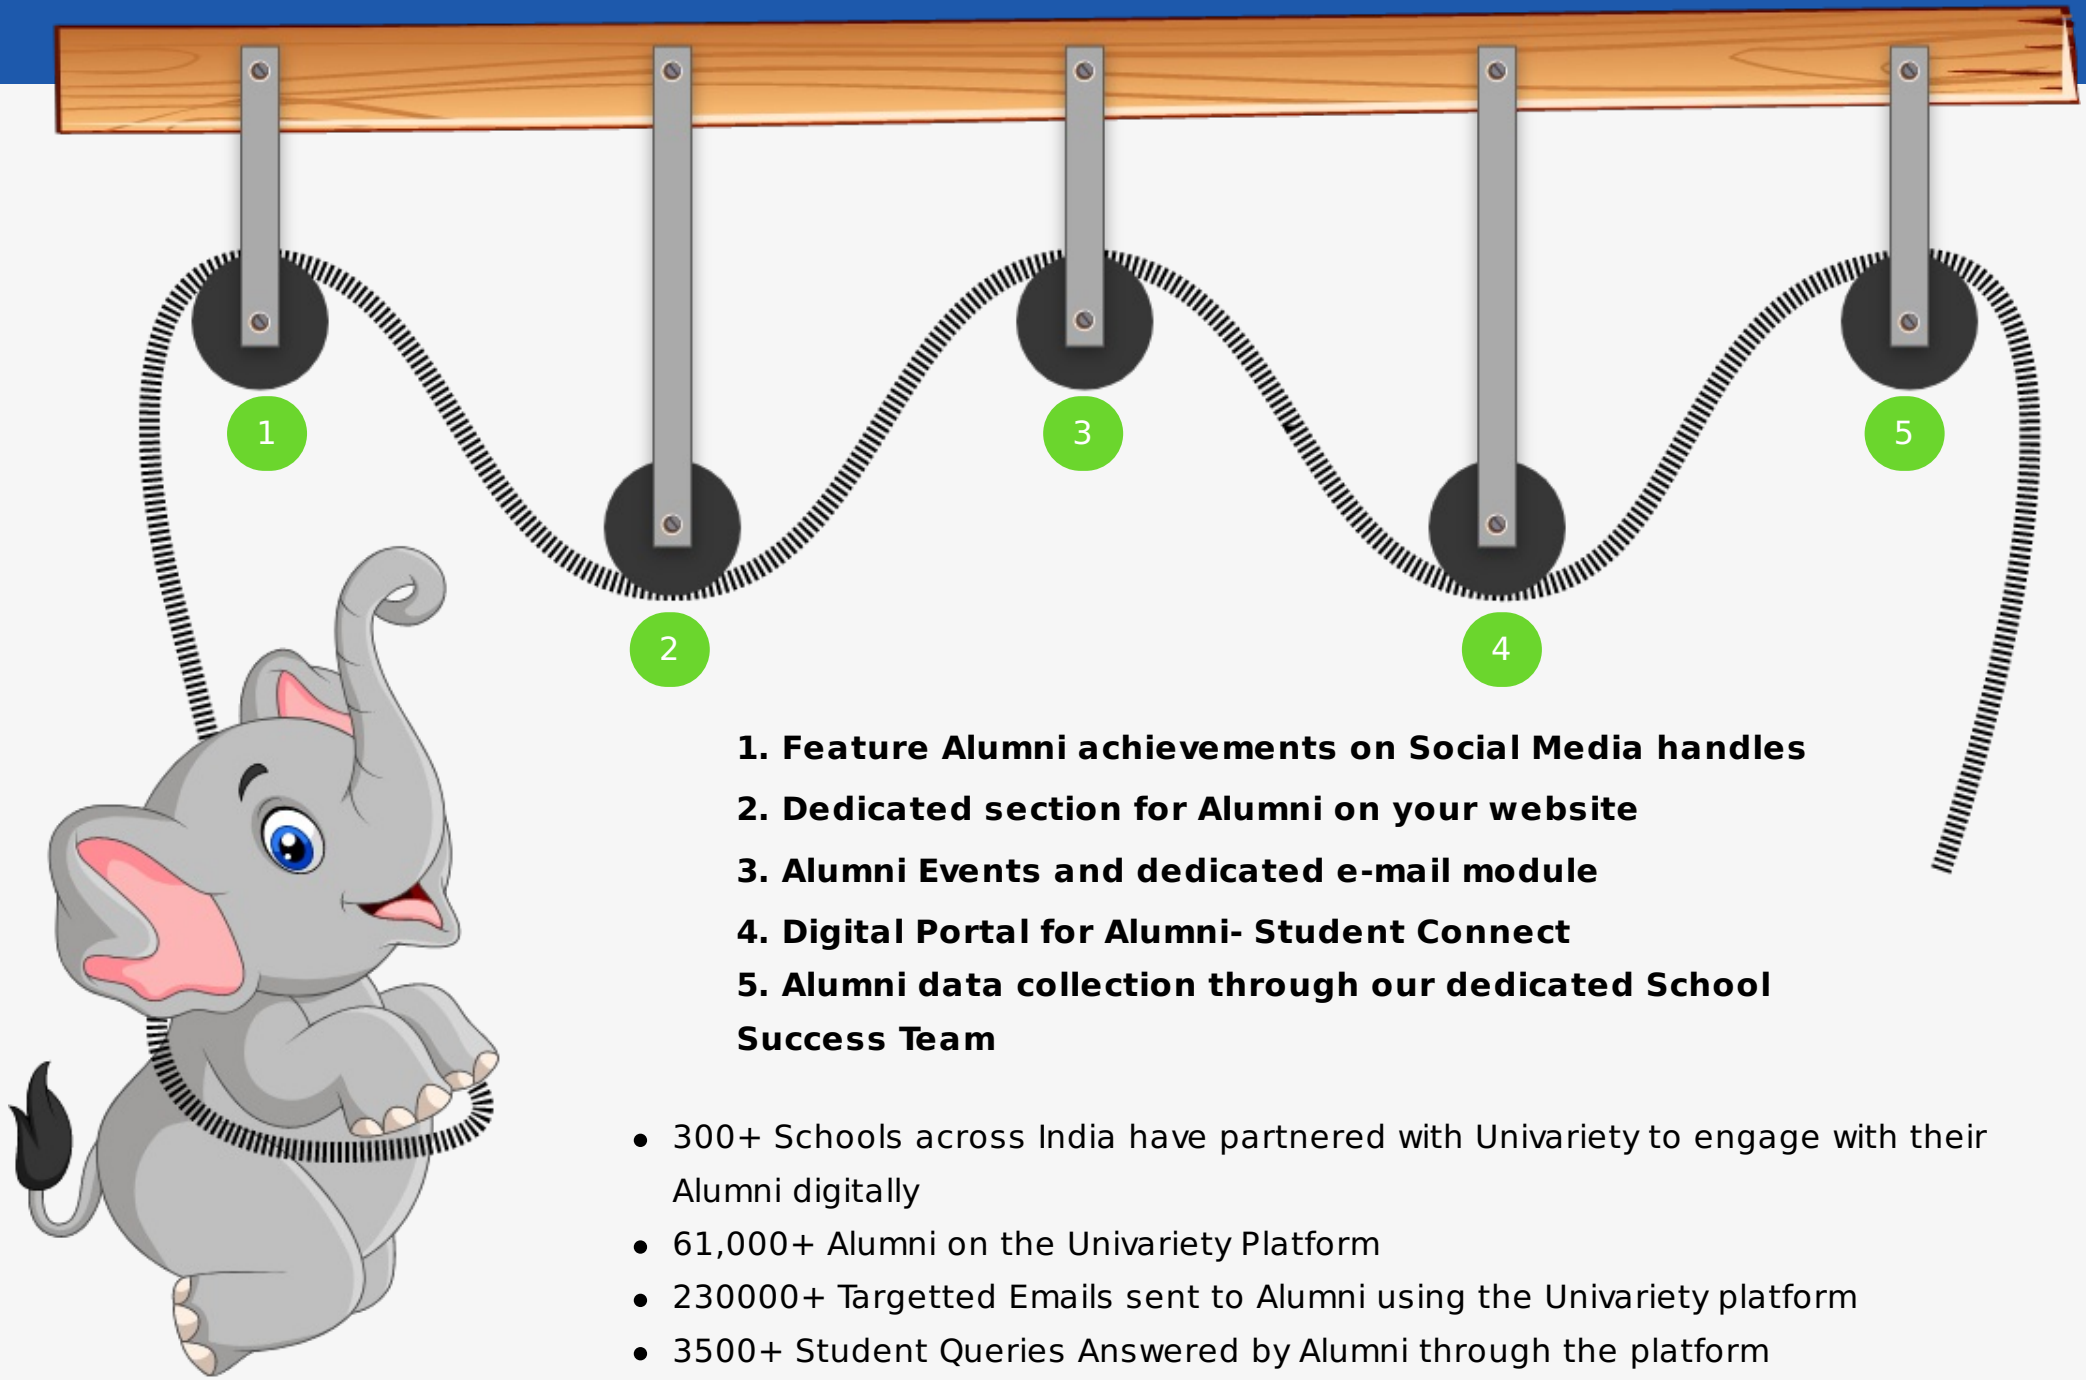 1
3
5
2
4
1. Feature Alumni achievements on Social Media handles
2. Dedicated section for Alumni on your website
3. Alumni Events and dedicated e-mail module
4. Digital Portal for Alumni- Student Connect
5. Alumni data collection through our dedicated School
Success Team
• 300+ Schools across India have partnered with Univariety to engage with their
Alumni digitally
• 61,000+ Alumni on the Univariety Platform
• 230000+ Targetted Emails sent to Alumni using the Univariety platform
• 3500+ Student Queries Answered by Alumni through the platform